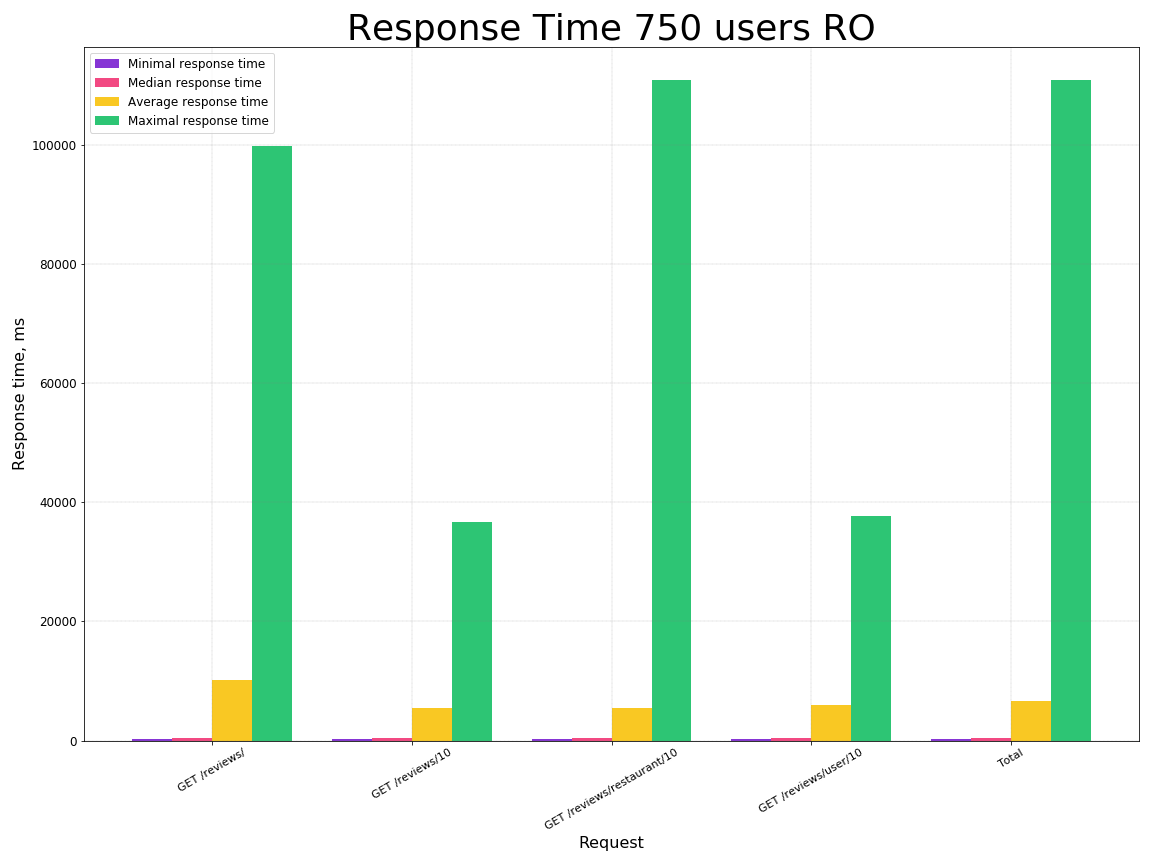 Response Time 750 users RO
Minimal response time
Median response time
Average response time
Maximal response time
100000
80000
60000
40000
20000
0
Response time, ms
GET /reviews/
GET /reviews/10
GET /reviews/restaurant/10
GET /reviews/user/10
Total
Request